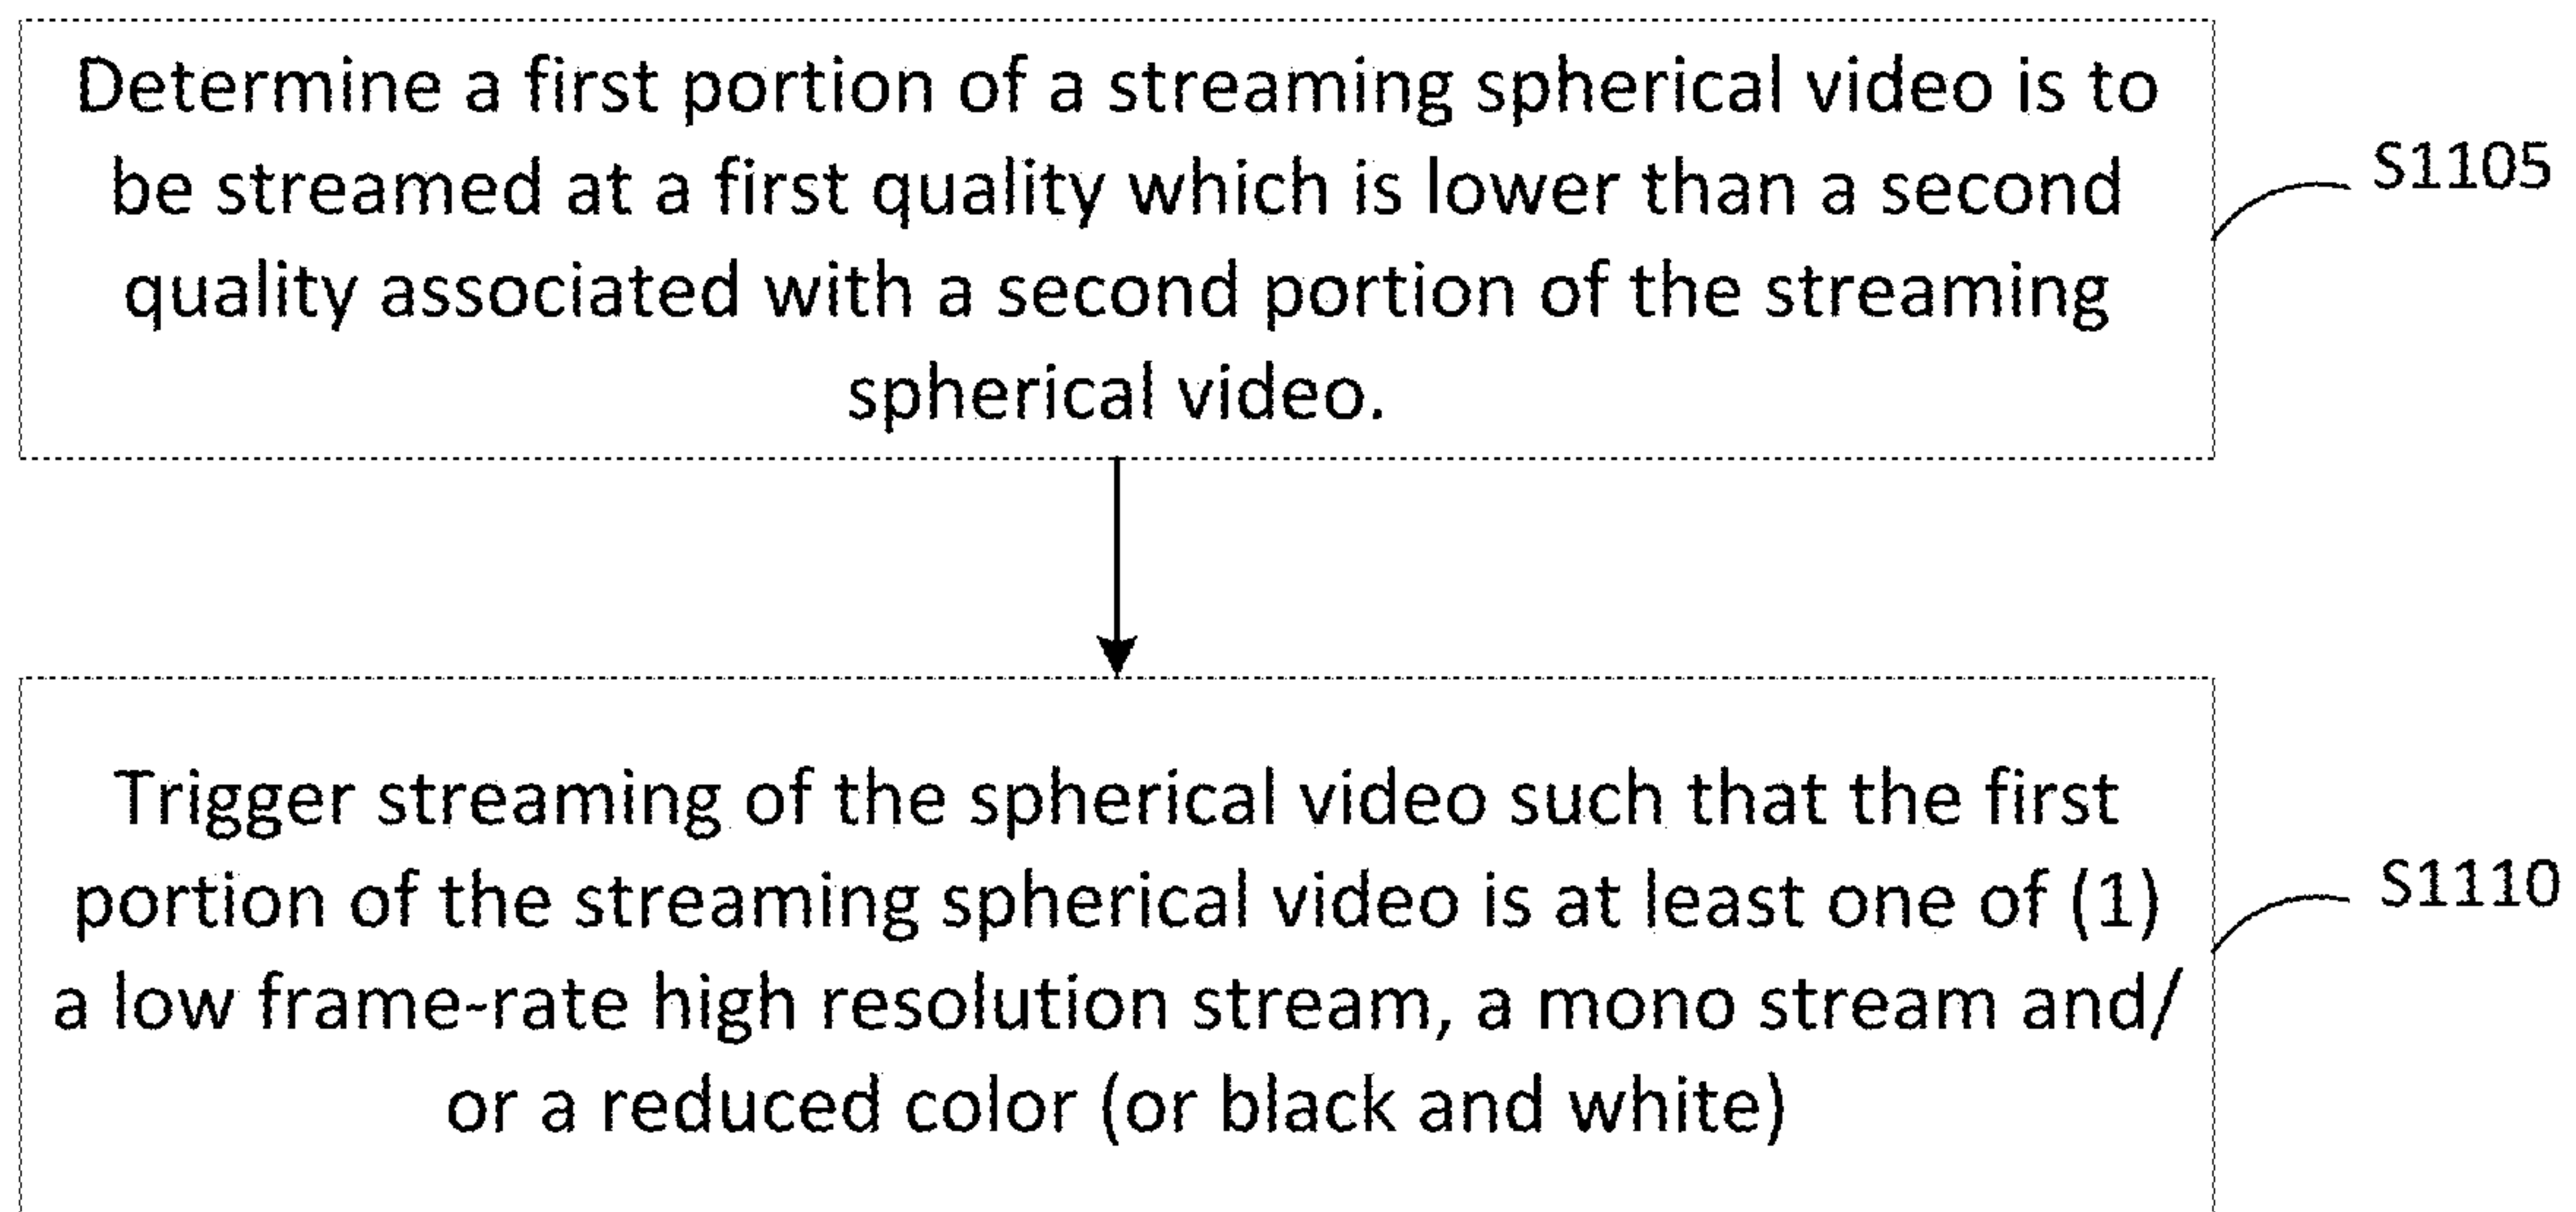 Determine a first portion of a streaming spherical video is to
be streamed at a first quality which is lower than a second
quality associated with a second portion of the streaming
spherical video.
S1105
Trigger streaming of the spherical video such that the first
portion of the streaming spherical video is at least one of (1)
a low frame-rate high resolution stream, a mono stream and/
or a reduced color (or black and white)
S1110